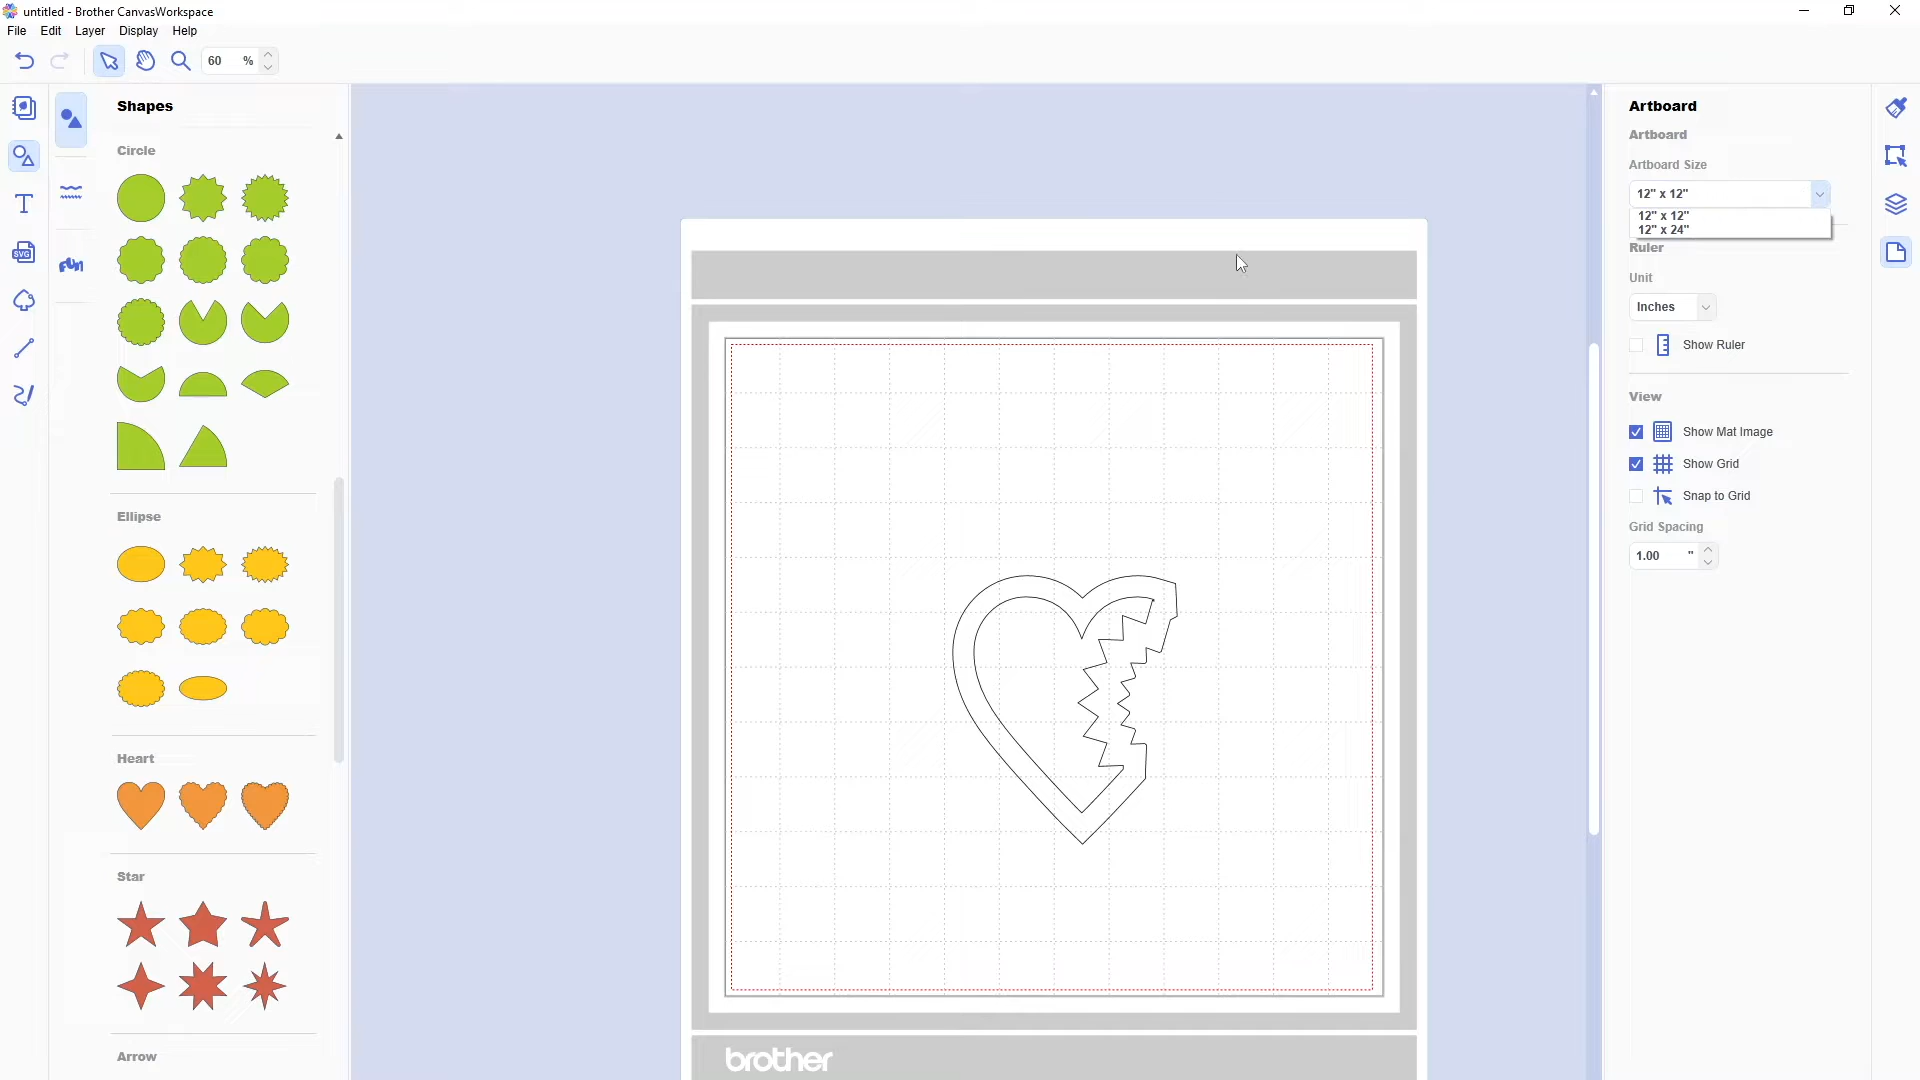 untitled - Brother CanvasWorkspace
File Edit Layer Display Help
60 %
Shapes
Circle
Ellipse
Heart
Star
Arrow
T
SVG
Fun
brother
Artboard
Artboard
Artboard Size
12" x 12"
12" x 12"
12" x 24"
Ruler
Unit
Inches
Show Ruler
View
Show Mat Image
Show Grid
Snap to Grid
Grid Spacing
1.00 "